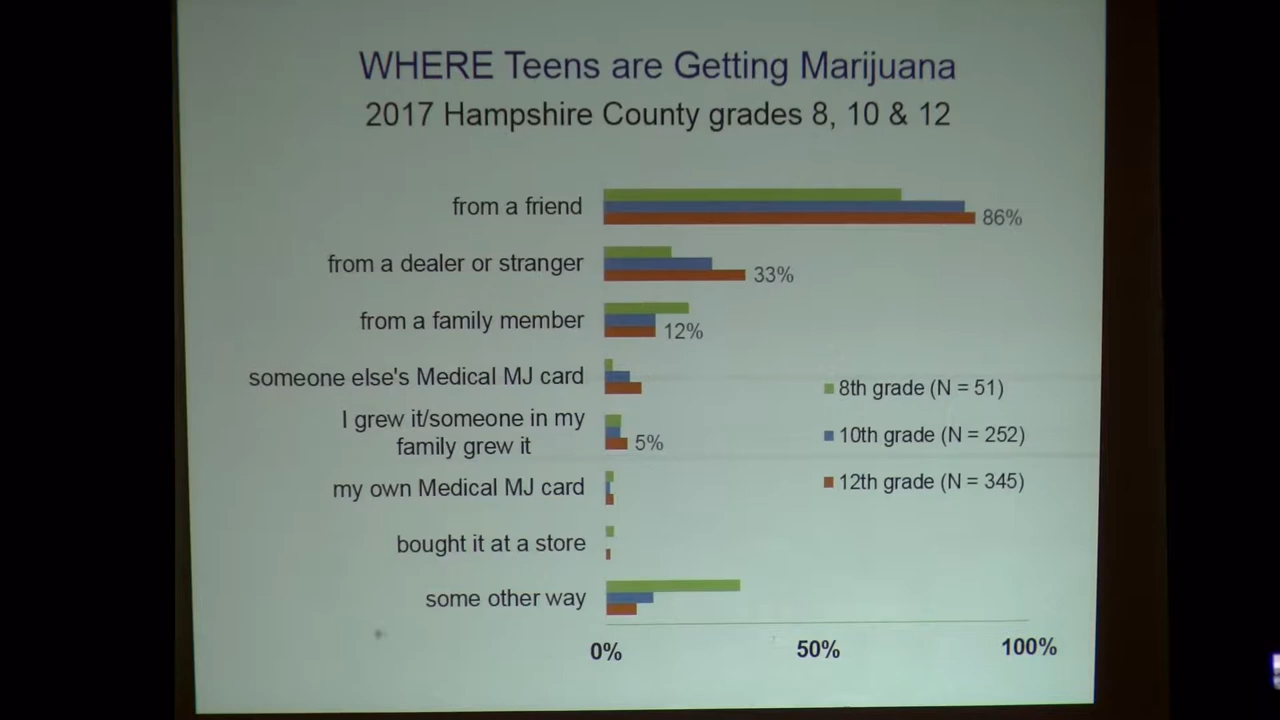 WHERE Teens are Getting Marijuana
2017 Hampshire County grades 8, 10 & 12
from a friend
86%
from a dealer or stranger
33%
from a family member
12%
someone else's Medical MJ card
I grew it/someone in my
family grew it
5%
my own Medical MJ card
bought it at a store
some other way
8th grade (N = 51)
10th grade (N = 252)
12th grade (N = 345)
0%
50%
100%